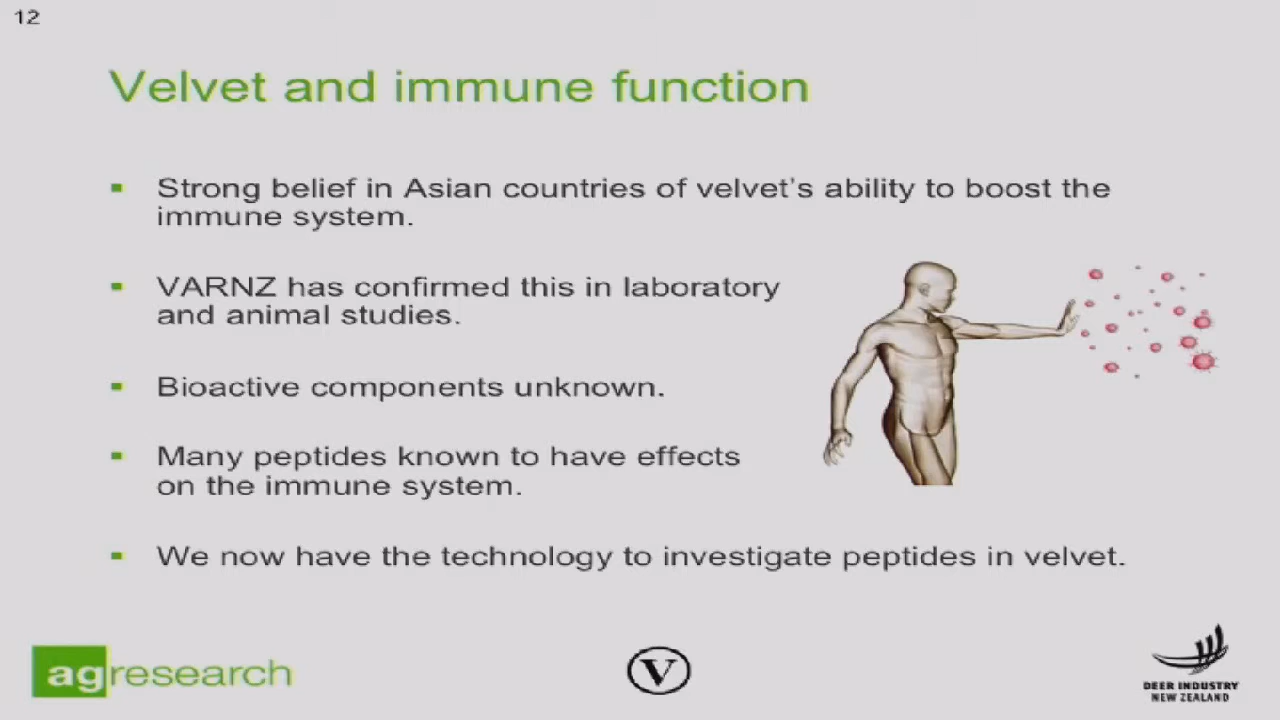 12
Velvet and immune function
▪ Strong belief in Asian countries of velvet's ability to boost the
immune system.
▪ VARNZ has confirmed this in laboratory
and animal studies.
▪ Bioactive components unknown.
▪ Many peptides known to have effects
on the immune system.
▪ We now have the technology to investigate peptides in velvet.
agresearch
V
DEER INDUSTRY
NEW ZEALAND